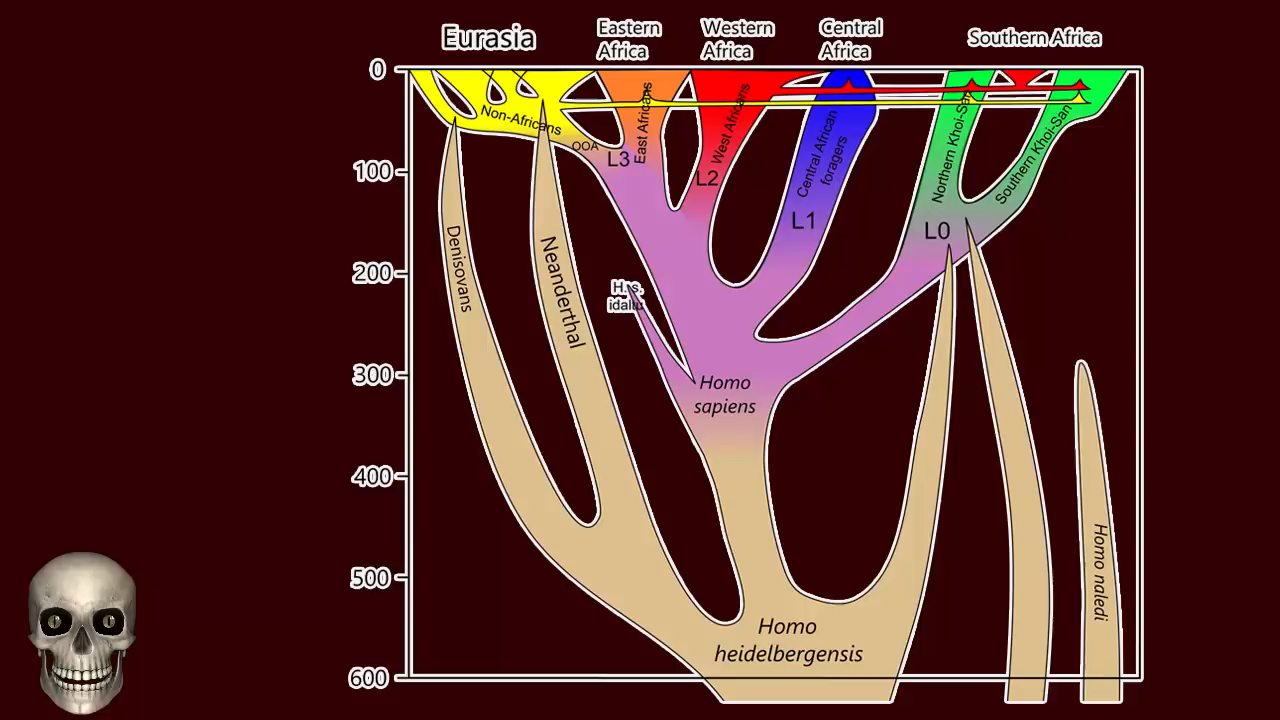 Eurasia
Eastern
Africa
Western
Africa
Central
Africa
Southern Africa
0
100
200
300
400
500
600
Non-Africans
OOA
L3
East Africans
L2
West Africans
Central African
foragers
L1
Northern Khoi-San
Southern Khoi-San
L0
Denisovans
Neanderthal
H. s.
idaltu
Homo
sapiens
Homo
heidelbergensis
Homo naledi